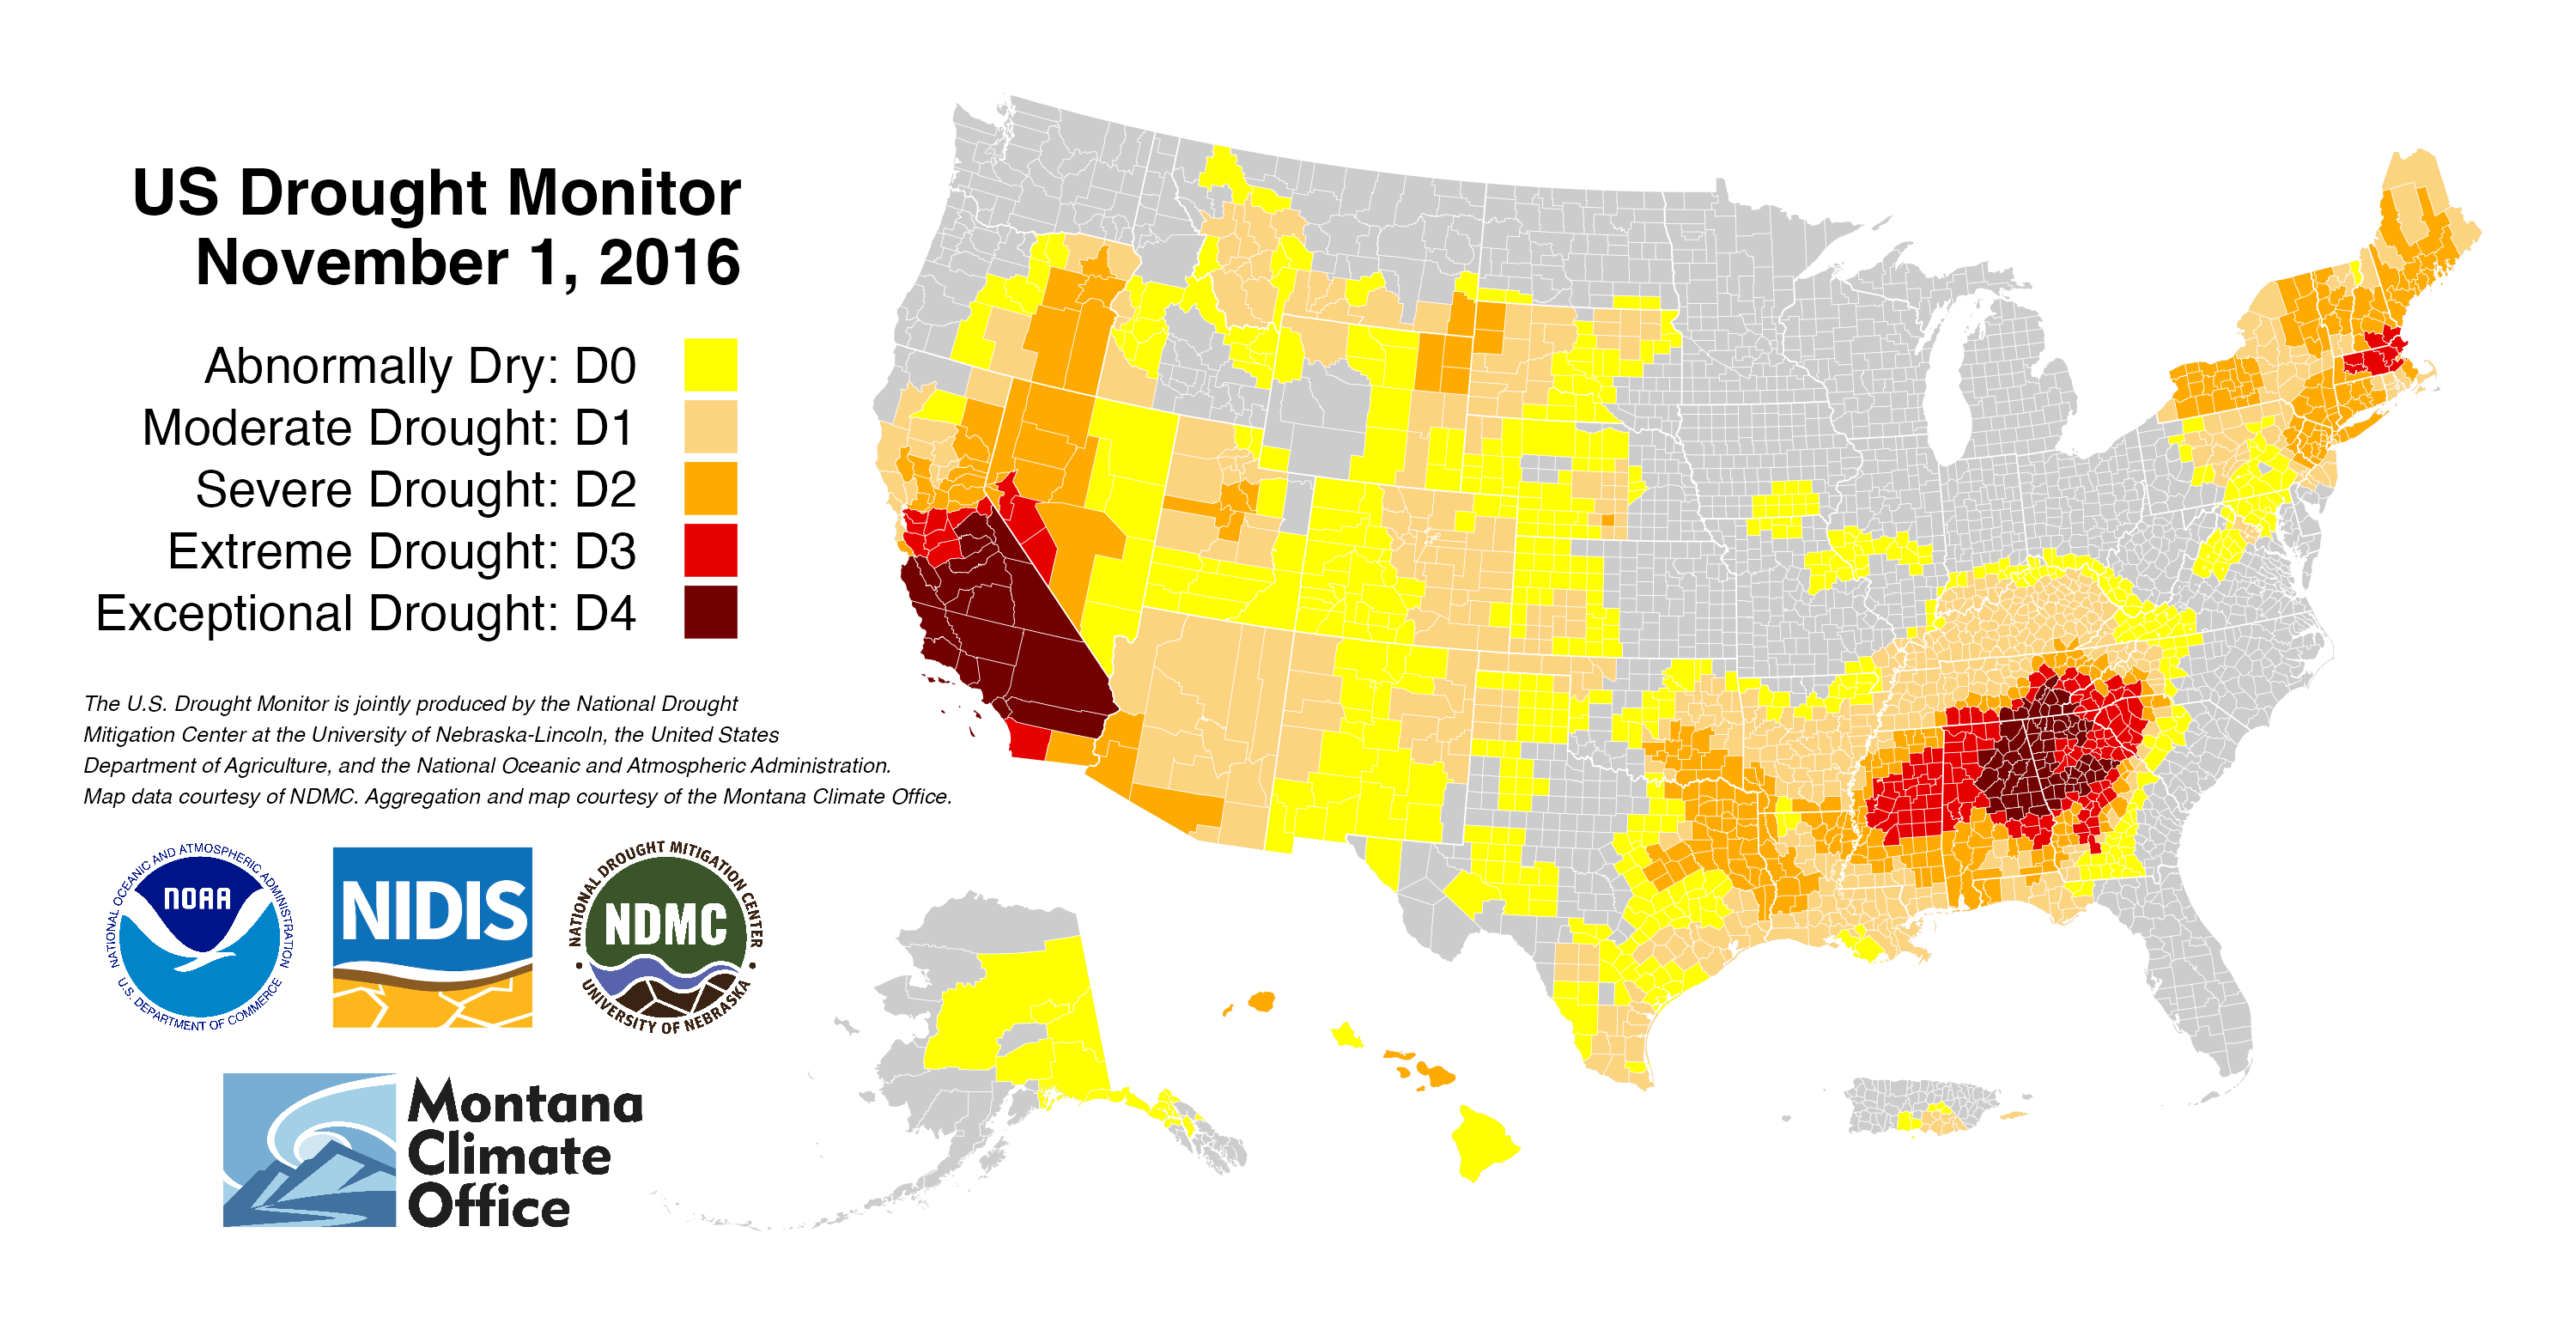 US Drought Monitor
November 1, 2016
Abnormally Dry: D0
Moderate Drought: D1
Severe Drought: D2
Extreme Drought: D3
Exceptional Drought: D4
The U.S. Drought Monitor is jointly produced by the National Drought
Mitigation Center at the University of Nebraska-Lincoln, the United States
Department of Agriculture, and the National Oceanic and Atmospheric Administration.
Map data courtesy of NDMC. Aggregation and map courtesy of the Montana Climate Office.
NATIONAL OCEANIC AND ATMOSPHERIC ADMINISTRATION
NOAA
U.S. DEPARTMENT OF COMMERCE
NIDIS
NATIONAL DROUGHT MITIGATION CENTER
NDMC
UNIVERSITY OF NEBRASKA
Montana
Climate
Office